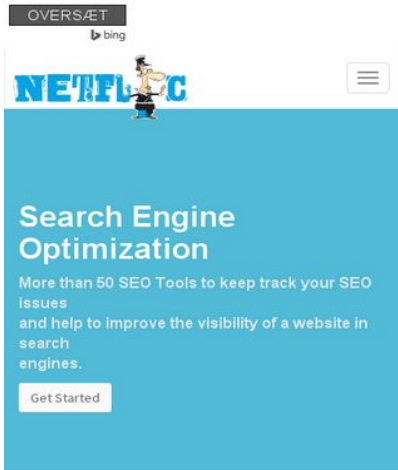 OVERSÆT
bing
NETFLIC
Search Engine
Optimization
More than 50 SEO Tools to keep track your SEO
issues
and help to improve the visibility of a website in
search
engines.
Get Started